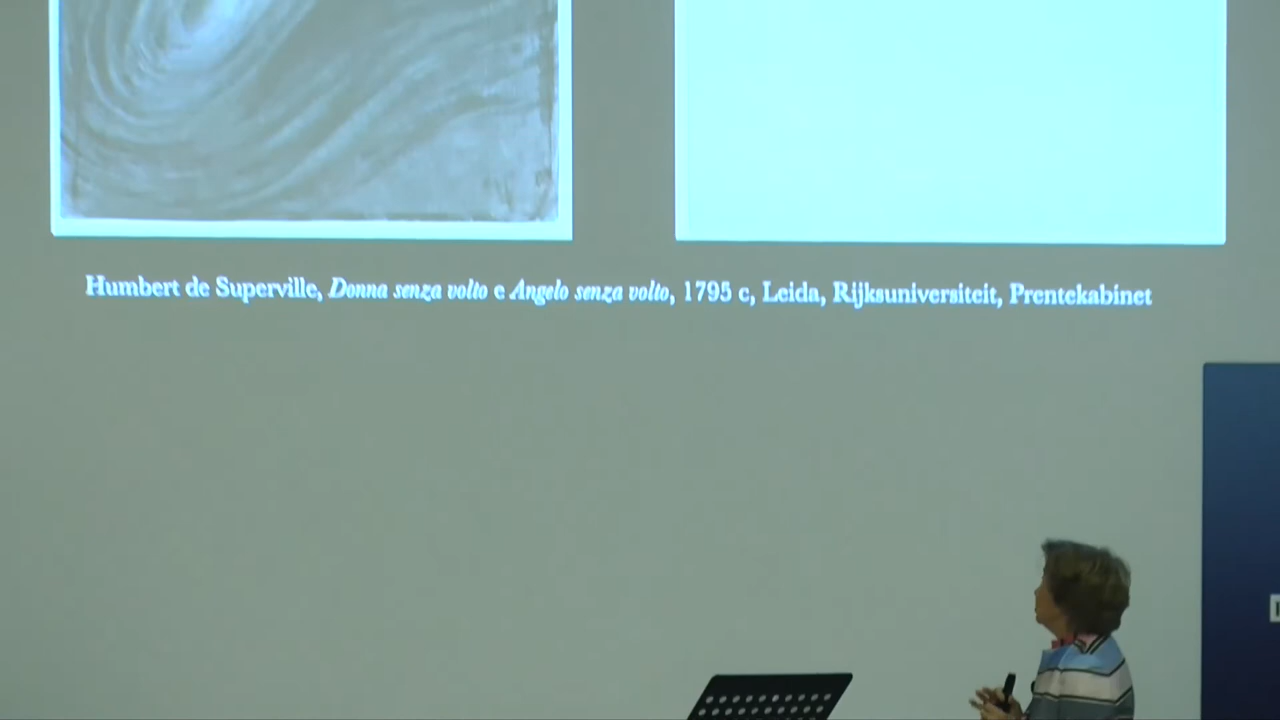 Humbert de Superville, Donna senza volto e Angelo senza volto, 1795 c, Leida, Rijksuniversiteit, Prentekabinet